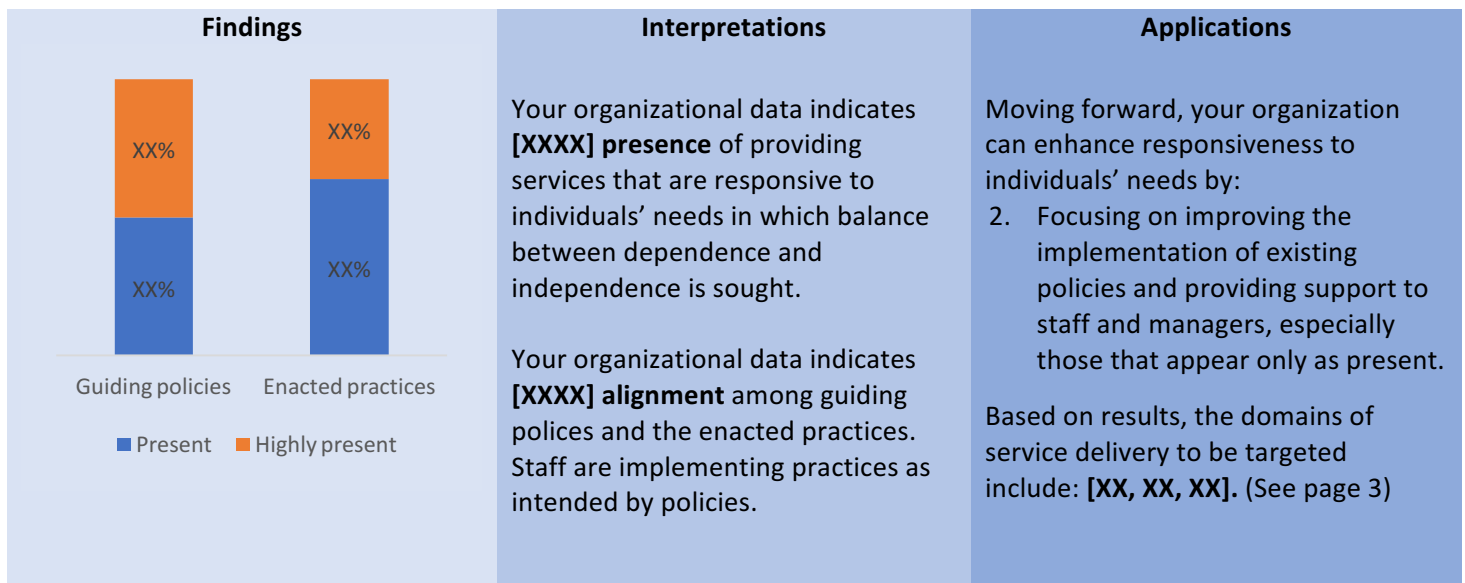 Findings
XX%
XX%
XX%
XX%
Guiding policies
Enacted practices
Present
Highly present
Interpretations
Your organizational data indicates
[XXXX] presence of providing
services that are responsive to
individuals’ needs in which balance
between dependence and
independence is sought.
Your organizational data indicates
[XXXX] alignment among guiding
polices and the enacted practices.
Staff are implementing practices as
intended by policies.
Applications
Moving forward, your organization
can enhance responsiveness to
individuals’ needs by:
2. Focusing on improving the
implementation of existing
policies and providing support to
staff and managers, especially
those that appear only as present.
Based on results, the domains of
service delivery to be targeted
include: [XX, XX, XX]. (See page 3)